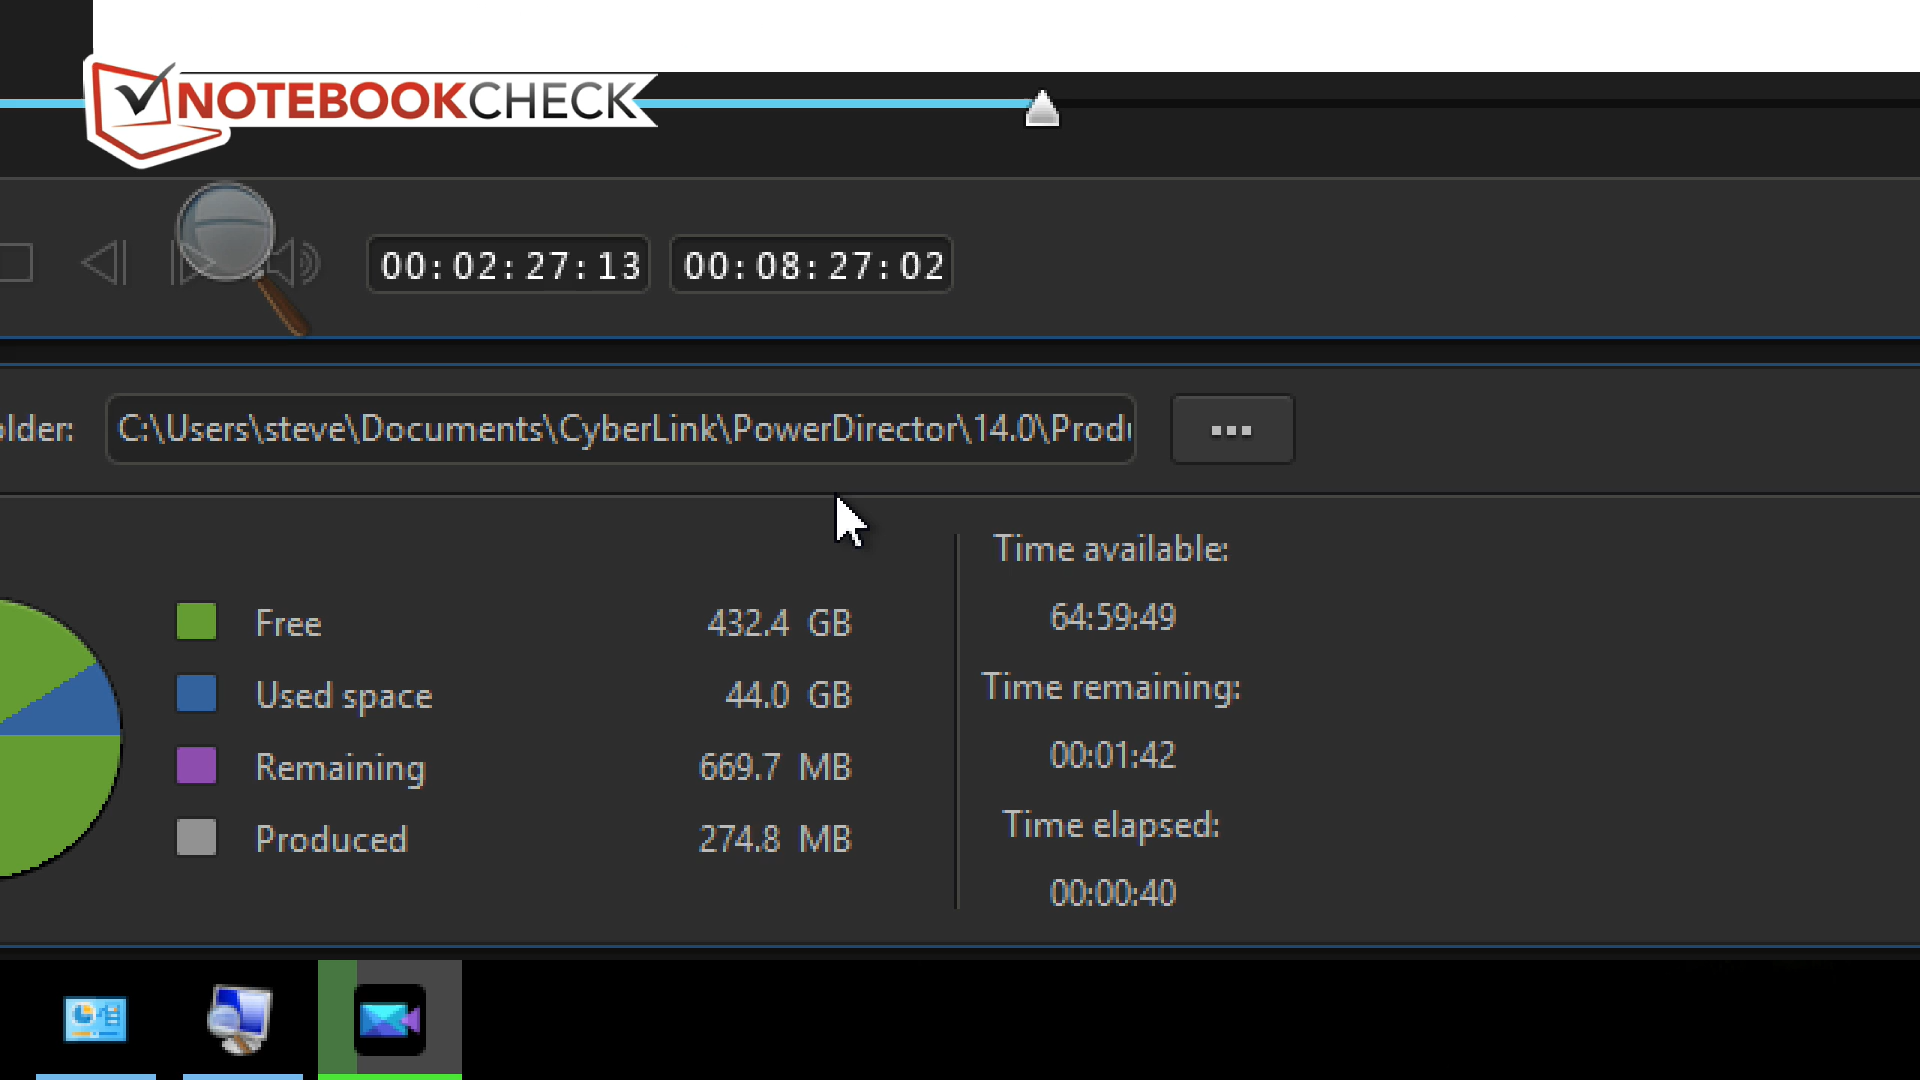 NOTEBOOKCHECK
00:02:27:13 00:08:27:02
older: C:\Users\steve\Documents\CyberLink\PowerDirector\14.0\Produ ...
Time available:
64:59:49
Free 432.4 GB
Time remaining:
Used space 44.0 GB
00:01:42
Remaining 669.7 MB
Time elapsed:
Produced 274.8 MB
00:00:40